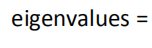 eigenvalues =